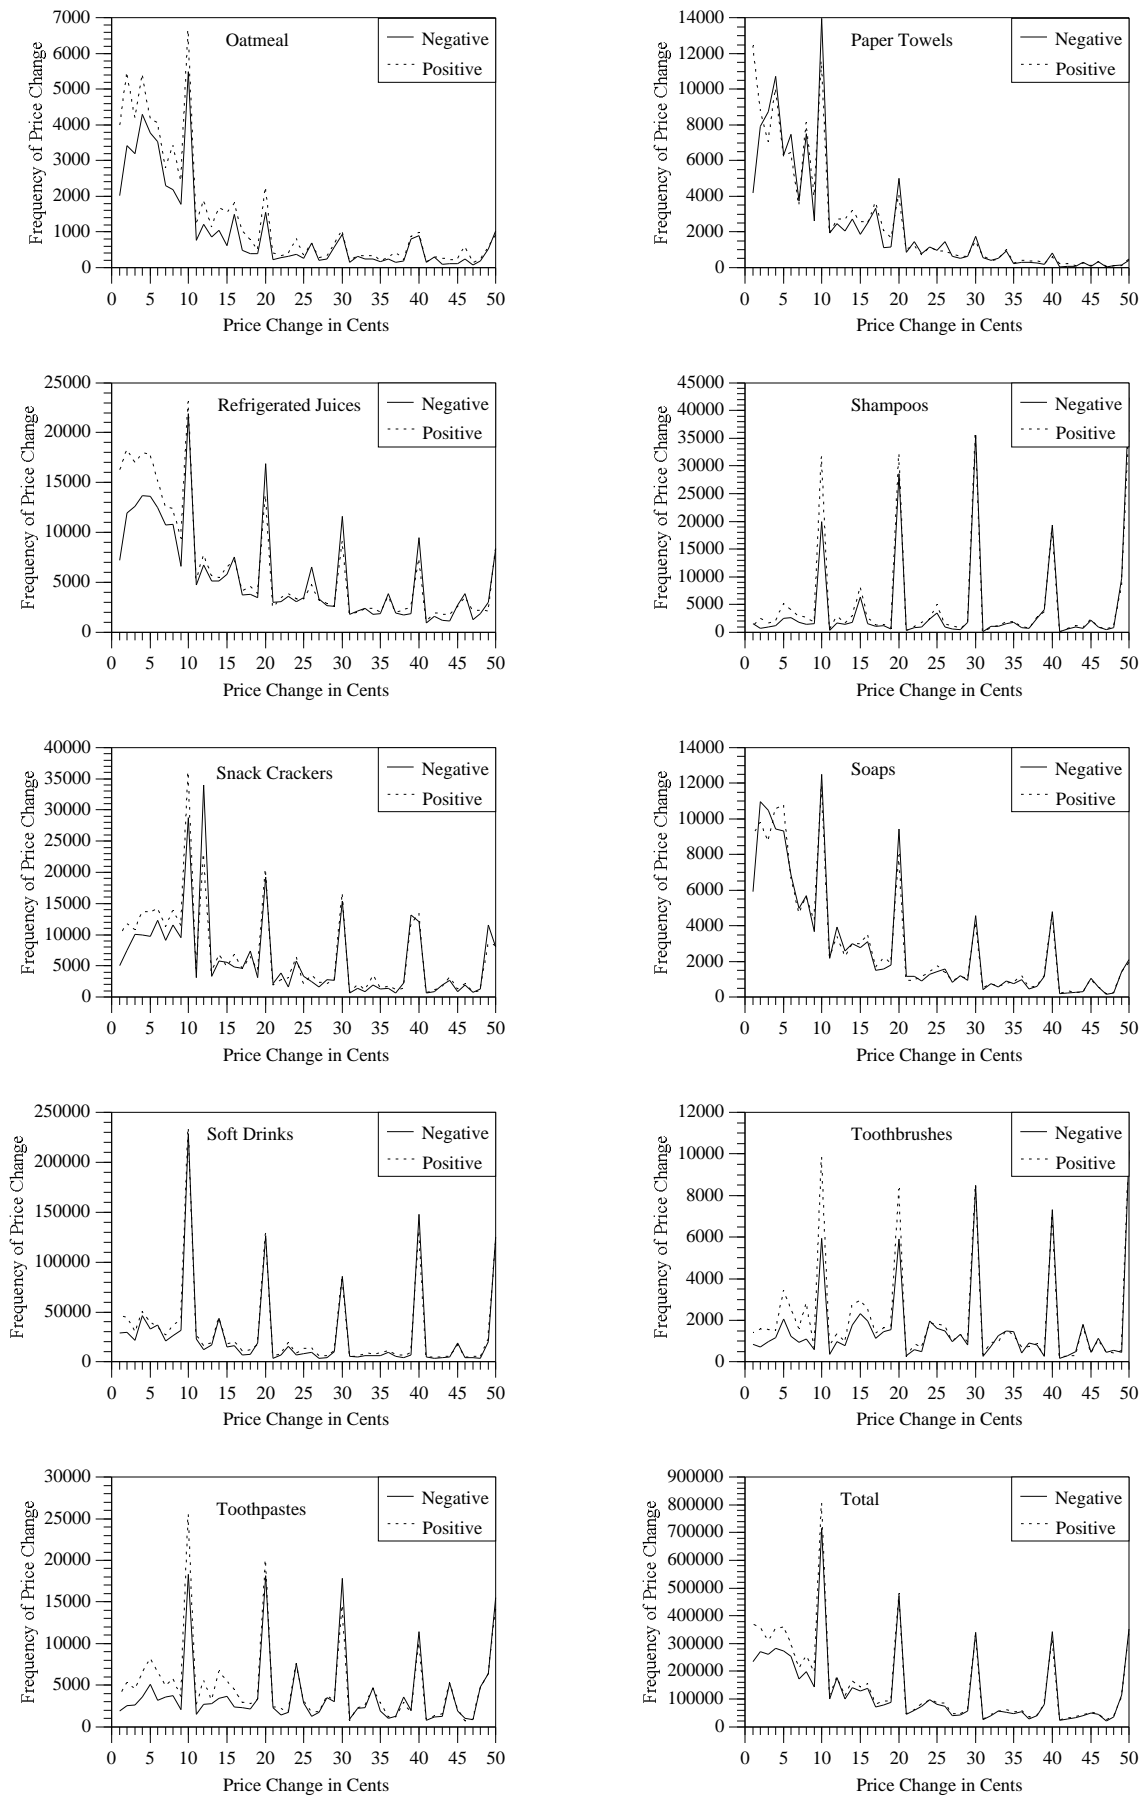 Oatmeal
Negative
Positive
7000
6000
5000
4000
3000
2000
1000
0
Frequency of Price Change
0 5 10 15 20 25 30 35 40 45 50
Price Change in Cents
Paper Towels
Negative
Positive
14000
12000
10000
8000
6000
4000
2000
0
Frequency of Price Change
0 5 10 15 20 25 30 35 40 45 50
Price Change in Cents
Refrigerated Juices
Negative
Positive
25000
20000
15000
10000
5000
0
Frequency of Price Change
0 5 10 15 20 25 30 35 40 45 50
Price Change in Cents
Shampoos
Negative
Positive
45000
40000
35000
30000
25000
20000
15000
10000
5000
0
Frequency of Price Change
0 5 10 15 20 25 30 35 40 45 50
Price Change in Cents
Snack Crackers
Negative
Positive
40000
35000
30000
25000
20000
15000
10000
5000
0
Frequency of Price Change
0 5 10 15 20 25 30 35 40 45 50
Price Change in Cents
Soaps
Negative
Positive
14000
12000
10000
8000
6000
4000
2000
0
Frequency of Price Change
0 5 10 15 20 25 30 35 40 45 50
Price Change in Cents
Soft Drinks
Negative
Positive
250000
200000
150000
100000
50000
0
Frequency of Price Change
0 5 10 15 20 25 30 35 40 45 50
Price Change in Cents
Toothbrushes
Negative
Positive
12000
10000
8000
6000
4000
2000
0
Frequency of Price Change
0 5 10 15 20 25 30 35 40 45 50
Price Change in Cents
Toothpastes
Negative
Positive
30000
25000
20000
15000
10000
5000
0
Frequency of Price Change
0 5 10 15 20 25 30 35 40 45 50
Price Change in Cents
Total
Negative
Positive
900000
800000
700000
600000
500000
400000
300000
200000
100000
0
Frequency of Price Change
0 5 10 15 20 25 30 35 40 45 50
Price Change in Cents